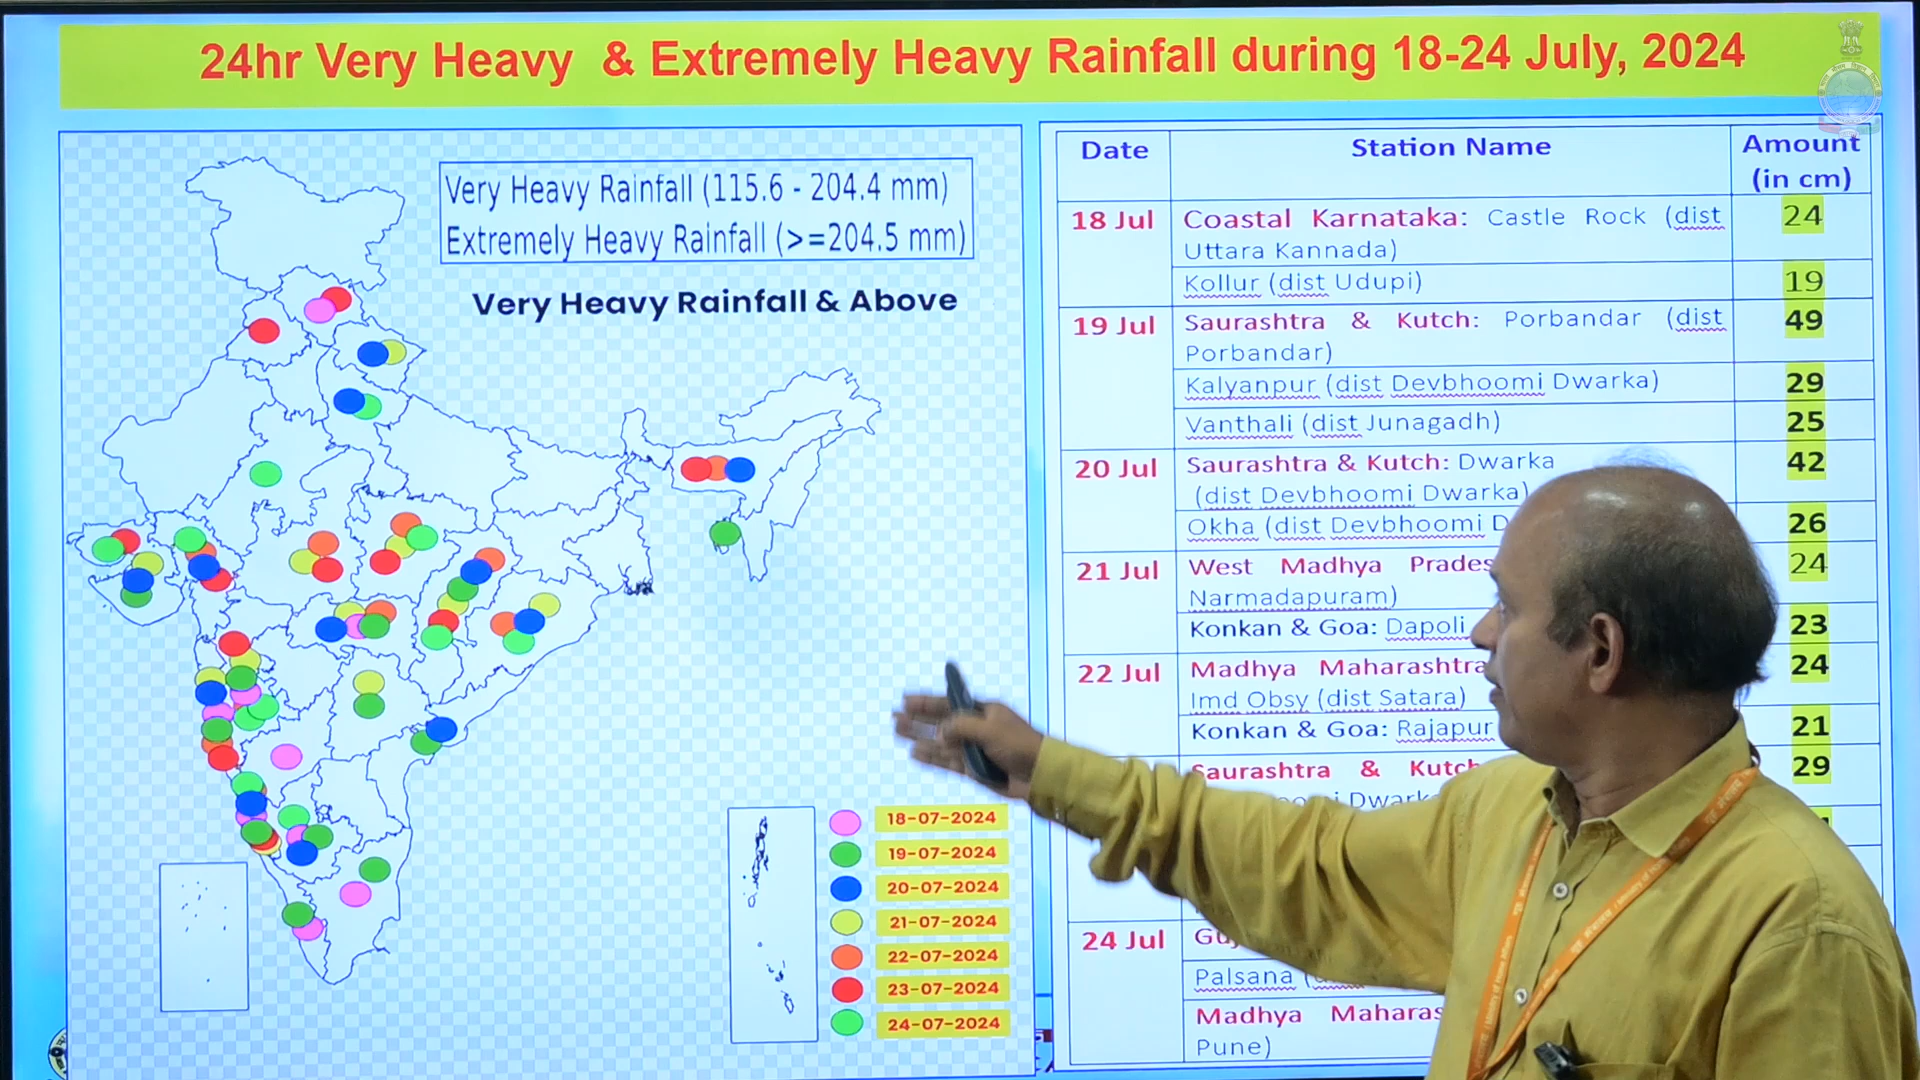 24hr Very Heavy & Extremely Heavy Rainfall during 18-24 July, 2024
Very Heavy Rainfall (115.6 - 204.4 mm)
Extremely Heavy Rainfall (>=204.5 mm)
Very Heavy Rainfall & Above
18-07-2024
19-07-2024
20-07-2024
21-07-2024
22-07-2024
23-07-2024
24-07-2024
Date Station Name Amount
(in cm)
18 Jul Coastal Karnataka: Castle Rock (dist 24
Uttara Kannada)
Kollur (dist Udupi) 19
19 Jul Saurashtra & Kutch: Porbandar (dist 49
Porbandar)
Kalyanpur (dist Devbhoomi Dwarka) 29
Vanthali (dist Junagadh) 25
20 Jul Saurashtra & Kutch: Dwarka 42
(dist Devbhoomi Dwarka)
Okha (dist Devbhoomi D 26
21 Jul West Madhya Prades 24
Narmadapuram)
Konkan & Goa: Dapoli 23
22 Jul Madhya Maharashtra 24
Imd Obsy (dist Satara)
Konkan & Goa: Rajapur 21
Saurashtra & Kutch 29
Dwark
24 Jul Gu
Palsana
Madhya Maharas
Pune)